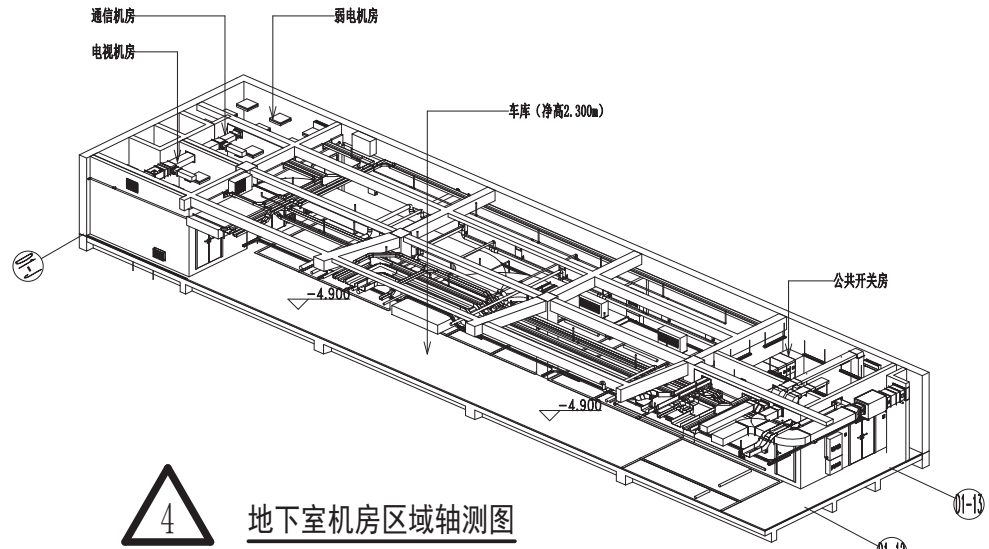 通信机房
弱电机房
电视机房
车库（净高2.300m）
公共开关房
-4.900
-4.900
01-13
4
地下室机房区域轴测图